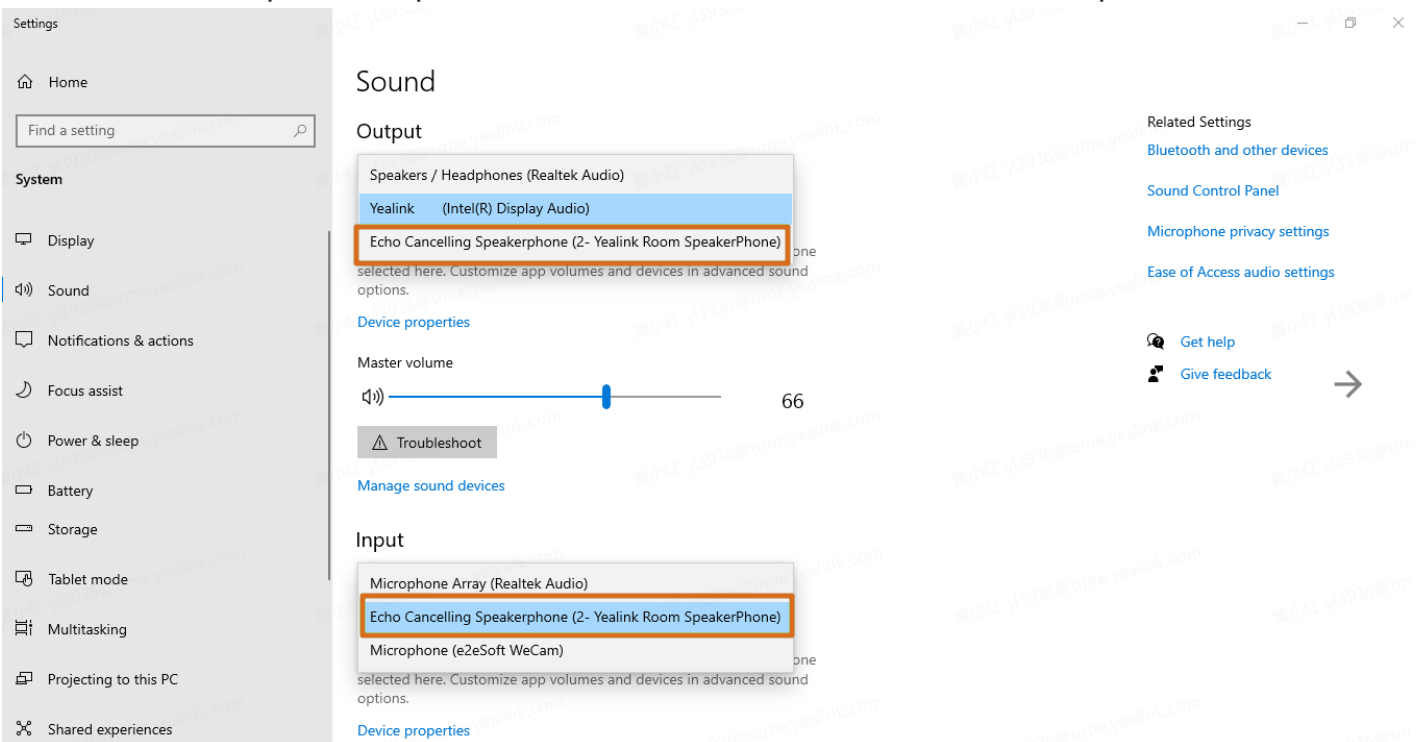 Settings
Home
Find a setting
System
Display
Sound
Notifications & actions
Focus assist
Power & sleep
Battery
Storage
Tablet mode
Multitasking
Projecting to this PC
Shared experiences
Sound
Output
Speakers / Headphones (Realtek Audio)
Yealink (Intel(R) Display Audio)
Echo Cancelling Speakerphone (2- Yealink Room SpeakerPhone)
one
selected here. Customize app volumes and devices in advanced sound
options.
Device properties
Master volume
66
Troubleshoot
Manage sound devices
Input
Microphone Array (Realtek Audio)
Echo Cancelling Speakerphone (2- Yealink Room SpeakerPhone)
Microphone (e2eSoft WeCam)
one
selected here. Customize app volumes and devices in advanced sound
options.
Device properties
Related Settings
Bluetooth and other devices
Sound Control Panel
Microphone privacy settings
Ease of Access audio settings
Get help
Give feedback